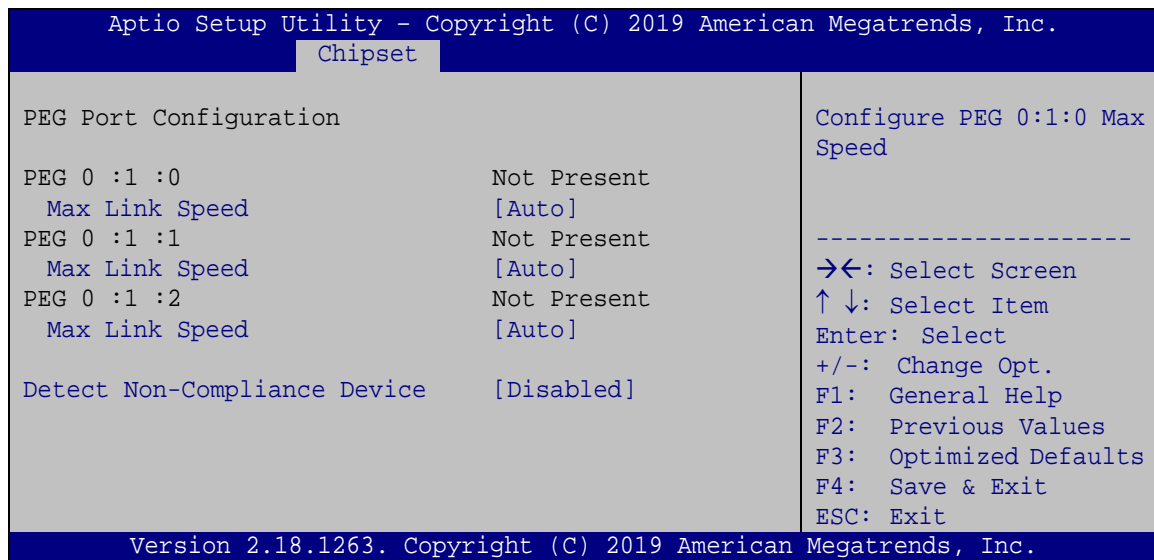 Aptio Setup Utility – Copyright (C) 2019 American Megatrends, Inc.
Chipset
PEG Port Configuration
PEG 0 :1 :0 Not Present
Max Link Speed [Auto]
PEG 0 :1 :1 Not Present
Max Link Speed [Auto]
PEG 0 :1 :2 Not Present
Max Link Speed [Auto]
Detect Non-Compliance Device [Disabled]
Configure PEG 0:1:0 Max
Speed
----------------------
→←: Select Screen
↑ ↓: Select Item
Enter: Select
+/-: Change Opt.
F1: General Help
F2: Previous Values
F3: Optimized Defaults
F4: Save & Exit
ESC: Exit
Version 2.18.1263. Copyright (C) 2019 American Megatrends, Inc.